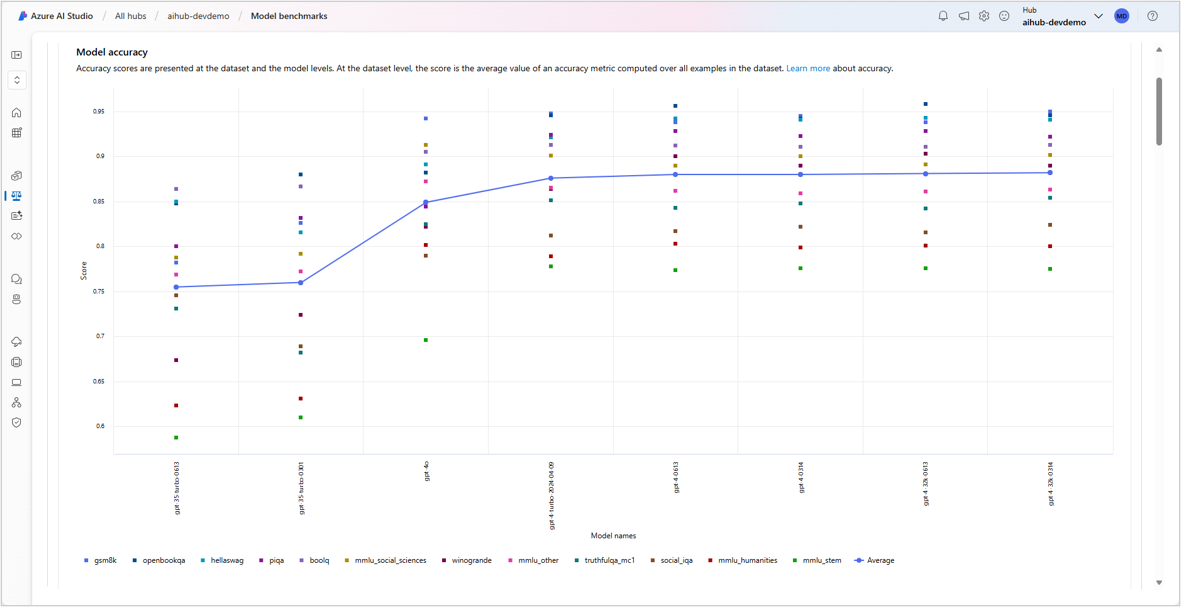 Azure AI Studio / All hubs / aihub-devdemo / Model benchmarks
Hub
aihub-devdemo
MD
Model accuracy
Accuracy scores are presented at the dataset and the model levels. At the dataset level, the score is the average value of an accuracy metric computed over all examples in the dataset. Learn more about accuracy.
0.95
0.9
0.85
0.8
0.75
0.7
0.65
0.6
Score
gpt-35-turbo-0613
gpt-35-turbo-0301
gpt-4o
gpt-4-turbo-2024-04-09
gpt-4-0613
gpt-4-0314
gpt-4-32k-0613
gpt-4-32k-0314
Model names
gsm8k openbookqa hellaswag piqa boolq mmlu_social_sciences winogrande mmlu_other truthfulqa_mc1 social_iqa mmlu_humanities mmlu_stem Average